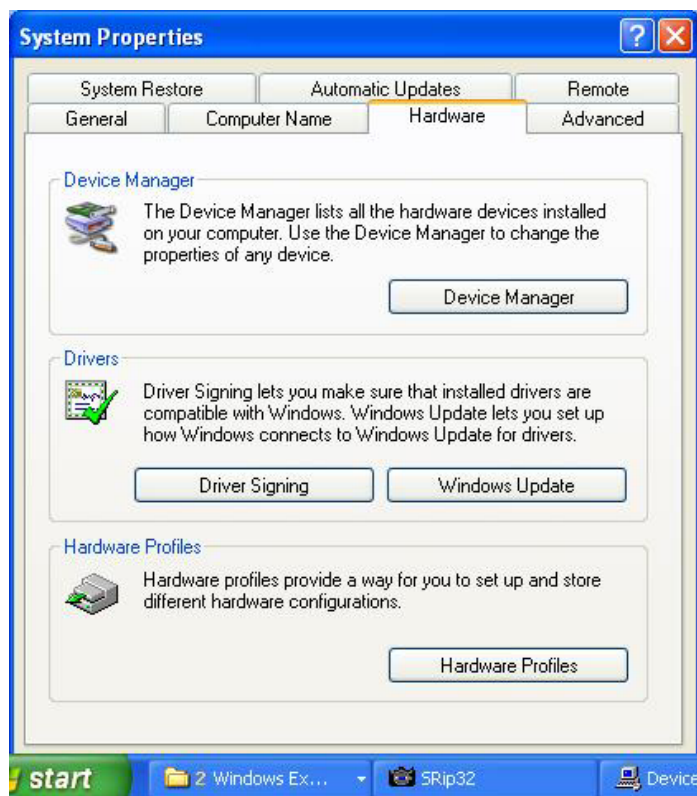 System Properties
System Restore
Automatic Updates
Remote
General
Computer Name
Hardware
Advanced
Device Manager
The Device Manager lists all the hardware devices installed
on your computer. Use the Device Manager to change the
properties of any device.
Device Manager
Drivers
Driver Signing lets you make sure that installed drivers are
compatible with Windows. Windows Update lets you set up
how Windows connects to Windows Update for drivers.
Driver Signing
Windows Update
Hardware Profiles
Hardware profiles provide a way for you to set up and store
different hardware configurations.
Hardware Profiles
start
2 Windows Ex...
SRip32
Device